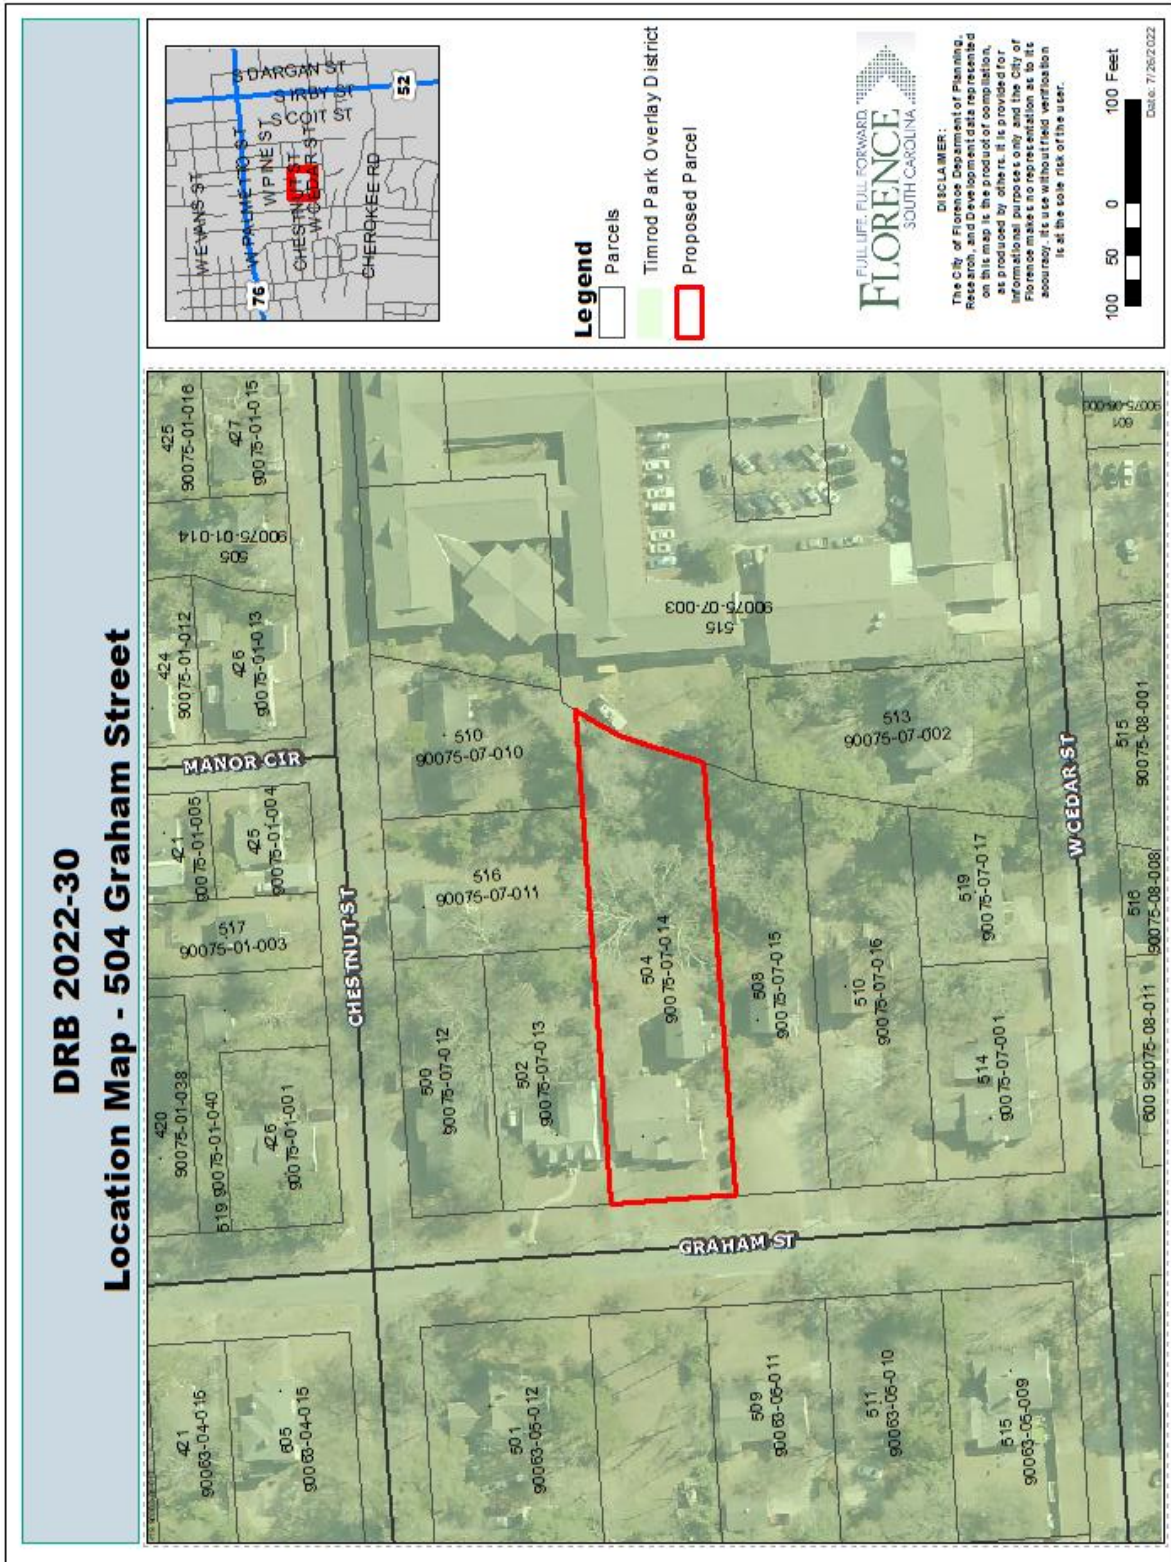 DRB 2022-30
Location Map - 504 Graham Street
425
90075-01-016
427
90075-01-015
505
90075-01-014
424
90075-01-012
426
90075-01-013
MANOR CIR
421
90075-01-005
425
90075-01-004
517
90075-01-003
420
90075-01-038
519 90075-01-040
426
90075-01-001
CHESTNUT ST
510
90075-07-010
516
90075-07-011
500
90075-07-012
502
90075-07-013
504
90075-07-014
508
90075-07-015
510
90075-07-016
515
90075-07-003
513
90075-07-002
519
90075-07-017
514
90075-07-001
GRAHAM ST
W CEDAR ST
421
90063-04-015
605
90063-04-015
501
90063-05-012
509
90063-05-011
511
90063-05-010
515
90063-05-009
601
515
90075-08-001
516
90075-08-008
600 90075-08-011
W EVANS ST
W PALMETTO ST
W PINE ST
CHESTNUT ST
W CEDAR ST
CHEROKEE RD
S DARGAN ST
S IRBY ST
S COIT ST
76
52
Legend
Parcels
Timrod Park Overlay District
Proposed Parcel
FULL LIFE. FULL FORWARD.
FLORENCE
SOUTH CAROLINA
DISCLAIMER:
The City of Florence Department of Planning,
Research, and Development data represented
on this map is the product of compilation,
as produced by others. It is provided for
informational purposes only and the City of
Florence makes no representation as to its
accuracy. Its use without field verification
is at the sole risk of the user.
100 50 0 100 Feet
Date: 7/26/2022